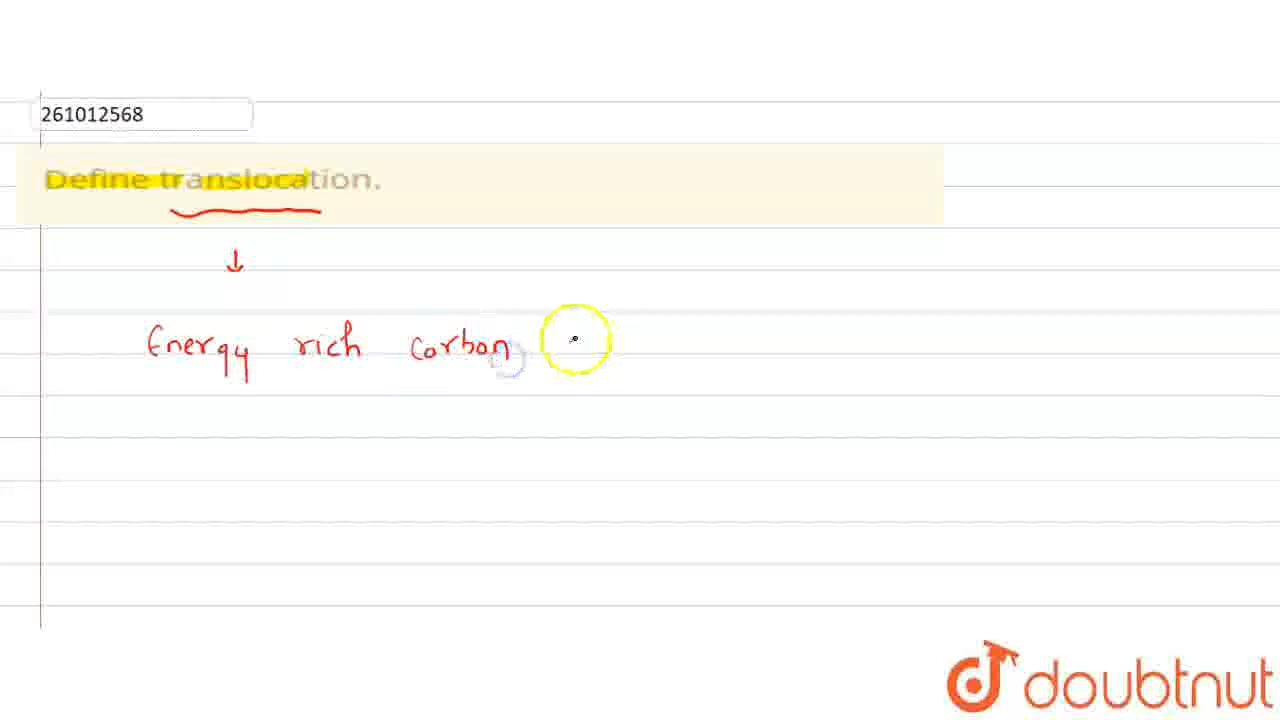 261012568
Define translocation.
↓
Energy rich carbon
doubtnut